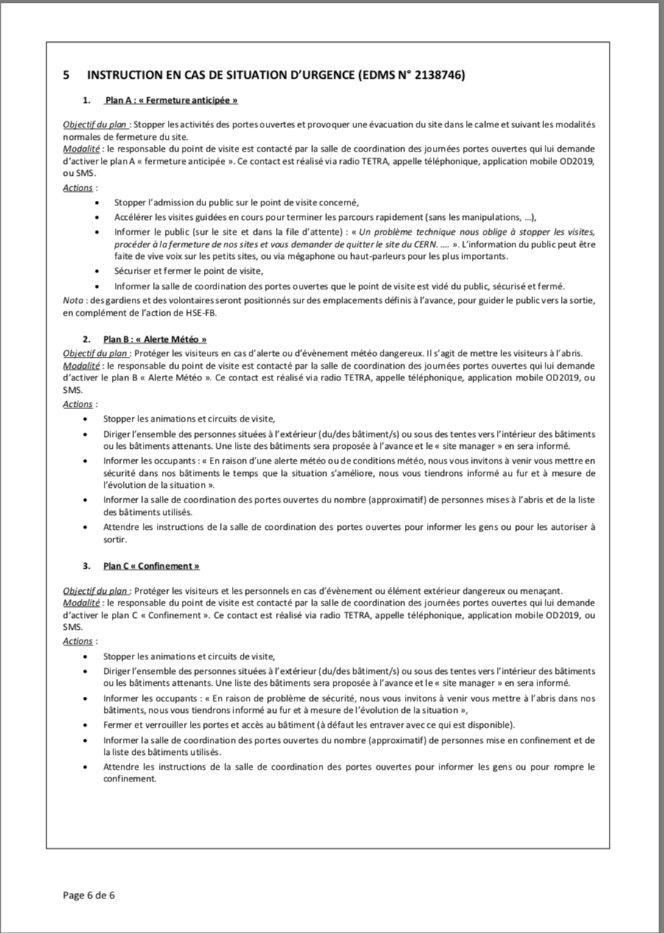 5 INSTRUCTION EN CAS DE SITUATION D'URGENCE (EDMS N° 2138746)
1. Plan A : « Fermeture anticipée »
Objectif du plan : Stopper les activités des portes ouvertes et provoquer une évacuation du site dans le calme et suivant les modalités
normales de fermeture du site.
Modalité : le responsable du point de visite est contacté par la salle de coordination des journées portes ouvertes qui lui demande
d'activer le plan A « fermeture anticipée ». Ce contact est réalisé via radio TETRA, appelle téléphonique, application mobile OD2019,
ou SMS.
Actions :
• Stopper l'admission du public sur le point de visite concerné,
• Accélérer les visites guidées en cours pour terminer les parcours rapidement (sans les manipulations, ...),
• Informer le public (sur le site et dans la file d'attente) : « Un problème technique nous oblige à stopper les visites,
procéder à la fermeture de nos sites et vous demander de quitter le site du CERN. .... ». L'information du public peut être
faite de vive voix sur les petits sites, ou via mégaphone ou haut-parleurs pour les plus importants.
• Sécuriser et fermer le point de visite,
• Informer la salle de coordination des portes ouvertes que le point de visite est vidé du public, sécurisé et fermé.
Nota : des gardiens et des volontaires seront positionnés sur des emplacements définis à l'avance, pour guider le public vers la sortie,
en complément de l'action de HSE-FB.
2. Plan B : « Alerte Météo »
Objectif du plan : Protéger les visiteurs en cas d'alerte ou d'évènement météo dangereux. Il s'agit de mettre les visiteurs à l'abris.
Modalité : le responsable du point de visite est contacté par la salle de coordination des journées portes ouvertes qui lui demande
d'activer le plan B « Alerte Météo ». Ce contact est réalisé via radio TETRA, appelle téléphonique, application mobile OD2019, ou
SMS.
Actions :
• Stopper les animations et circuits de visite,
• Diriger l'ensemble des personnes situées à l'extérieur (du/des bâtiment/s) ou sous des tentes vers l'intérieur des bâtiments
ou les bâtiments attenants. Une liste des bâtiments sera proposée à l'avance et le « site manager » en sera informé.
• Informer les occupants : « En raison d'une alerte météo ou de conditions météo, nous vous invitons à venir vous mettre en
sécurité dans nos bâtiments le temps que la situation s'améliore, nous vous tiendrons informé au fur et à mesure de
l'évolution de la situation ».
• Informer la salle de coordination des portes ouvertes du nombre (approximatif) de personnes mises à l'abris et de la liste
des bâtiments utilisés.
• Attendre les instructions de la salle de coordination des portes ouvertes pour informer les gens ou pour les autoriser à
sortir.
3. Plan C « Confinement »
Objectif du plan : Protéger les visiteurs et les personnels en cas d'évènement ou élément extérieur dangereux ou menaçant.
Modalité : le responsable du point de visite est contacté par la salle de coordination des journées portes ouvertes qui lui demande
d'activer le plan C « Confinement ». Ce contact est réalisé via radio TETRA, appelle téléphonique, application mobile OD2019, ou
SMS.
Actions :
• Stopper les animations et circuits de visite,
• Diriger l'ensemble des personnes situées à l'extérieur (du/des bâtiment/s) ou sous des tentes vers l'intérieur des bâtiments
ou les bâtiments attenants. Une liste des bâtiments sera proposée à l'avance et le « site manager » en sera informé.
• Informer les occupants : « En raison de problème de sécurité, nous vous invitons à venir vous mettre à l'abris dans nos
bâtiments, nous vous tiendrons informé au fur et à mesure de l'évolution de la situation »,
• Fermer et verrouiller les portes et accès au bâtiment (à défaut les entraver avec ce qui est disponible).
• Informer la salle de coordination des portes ouvertes du nombre (approximatif) de personnes mise en confinement et de
la liste des bâtiments utilisés.
• Attendre les instructions de la salle de coordination des portes ouvertes pour informer les gens ou pour rompre le
confinement.
Page 6 de 6